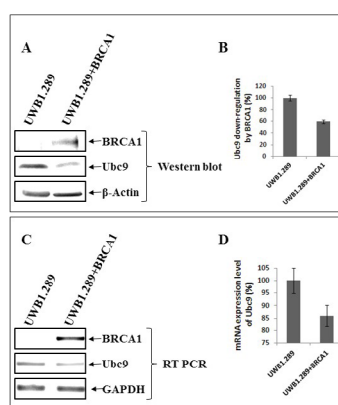 A
UWB1.289
UWB1.289+BRCA1
BRCA1
Ubc9
β-Actin
Western blot
B
Ubc9 down-regulation
by BRCA1 (%)
120
100
80
60
40
20
0
UWB1.289
UWB1.289+BRCA1
C
UWB1.289
UWB1.289+BRCA1
BRCA1
Ubc9
GAPDH
RT PCR
D
mRNA expression level
of Ubc9 (%)
105
100
95
90
85
80
75
UWB1.289
UWB1.289+BRCA1